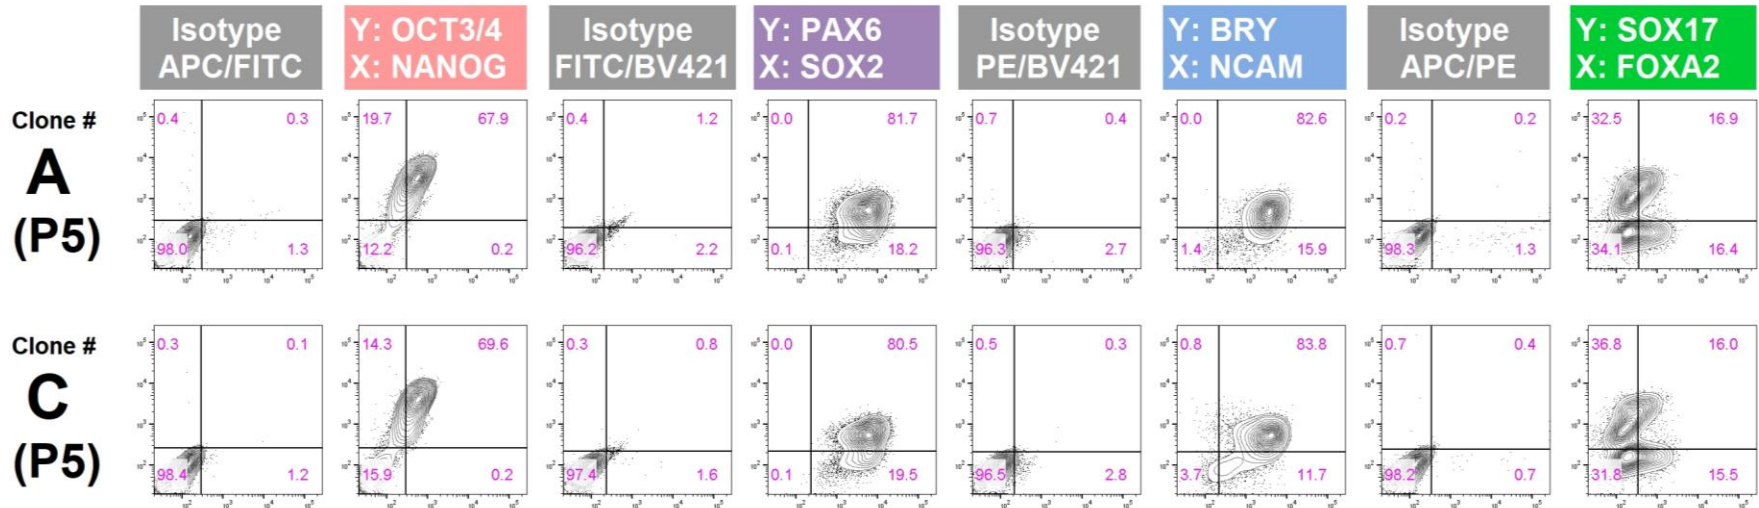 Isotype APC/FITC
Y: OCT3/4 X: NANOG
Isotype FITC/BV421
Y: PAX6 X: SOX2
Isotype PE/BV421
Y: BRY X: NCAM
Isotype APC/PE
Y: SOX17 X: FOXA2
Clone #
A
(P5)
0.4 0.3
98.0 1.3
19.7 67.9
12.2 0.2
0.4 1.2
96.2 2.2
0.0 81.7
0.1 18.2
0.7 0.4
96.3 2.7
0.0 82.6
1.4 15.9
0.2 0.2
98.3 1.3
32.5 16.9
34.1 16.4
Clone #
C
(P5)
0.3 0.1
98.4 1.2
14.3 69.6
15.9 0.2
0.3 0.8
97.4 1.6
0.0 80.5
0.1 19.5
0.5 0.3
96.5 2.8
0.8 83.8
3.7 11.7
0.7 0.4
98.2 0.7
36.8 16.0
31.8 15.5